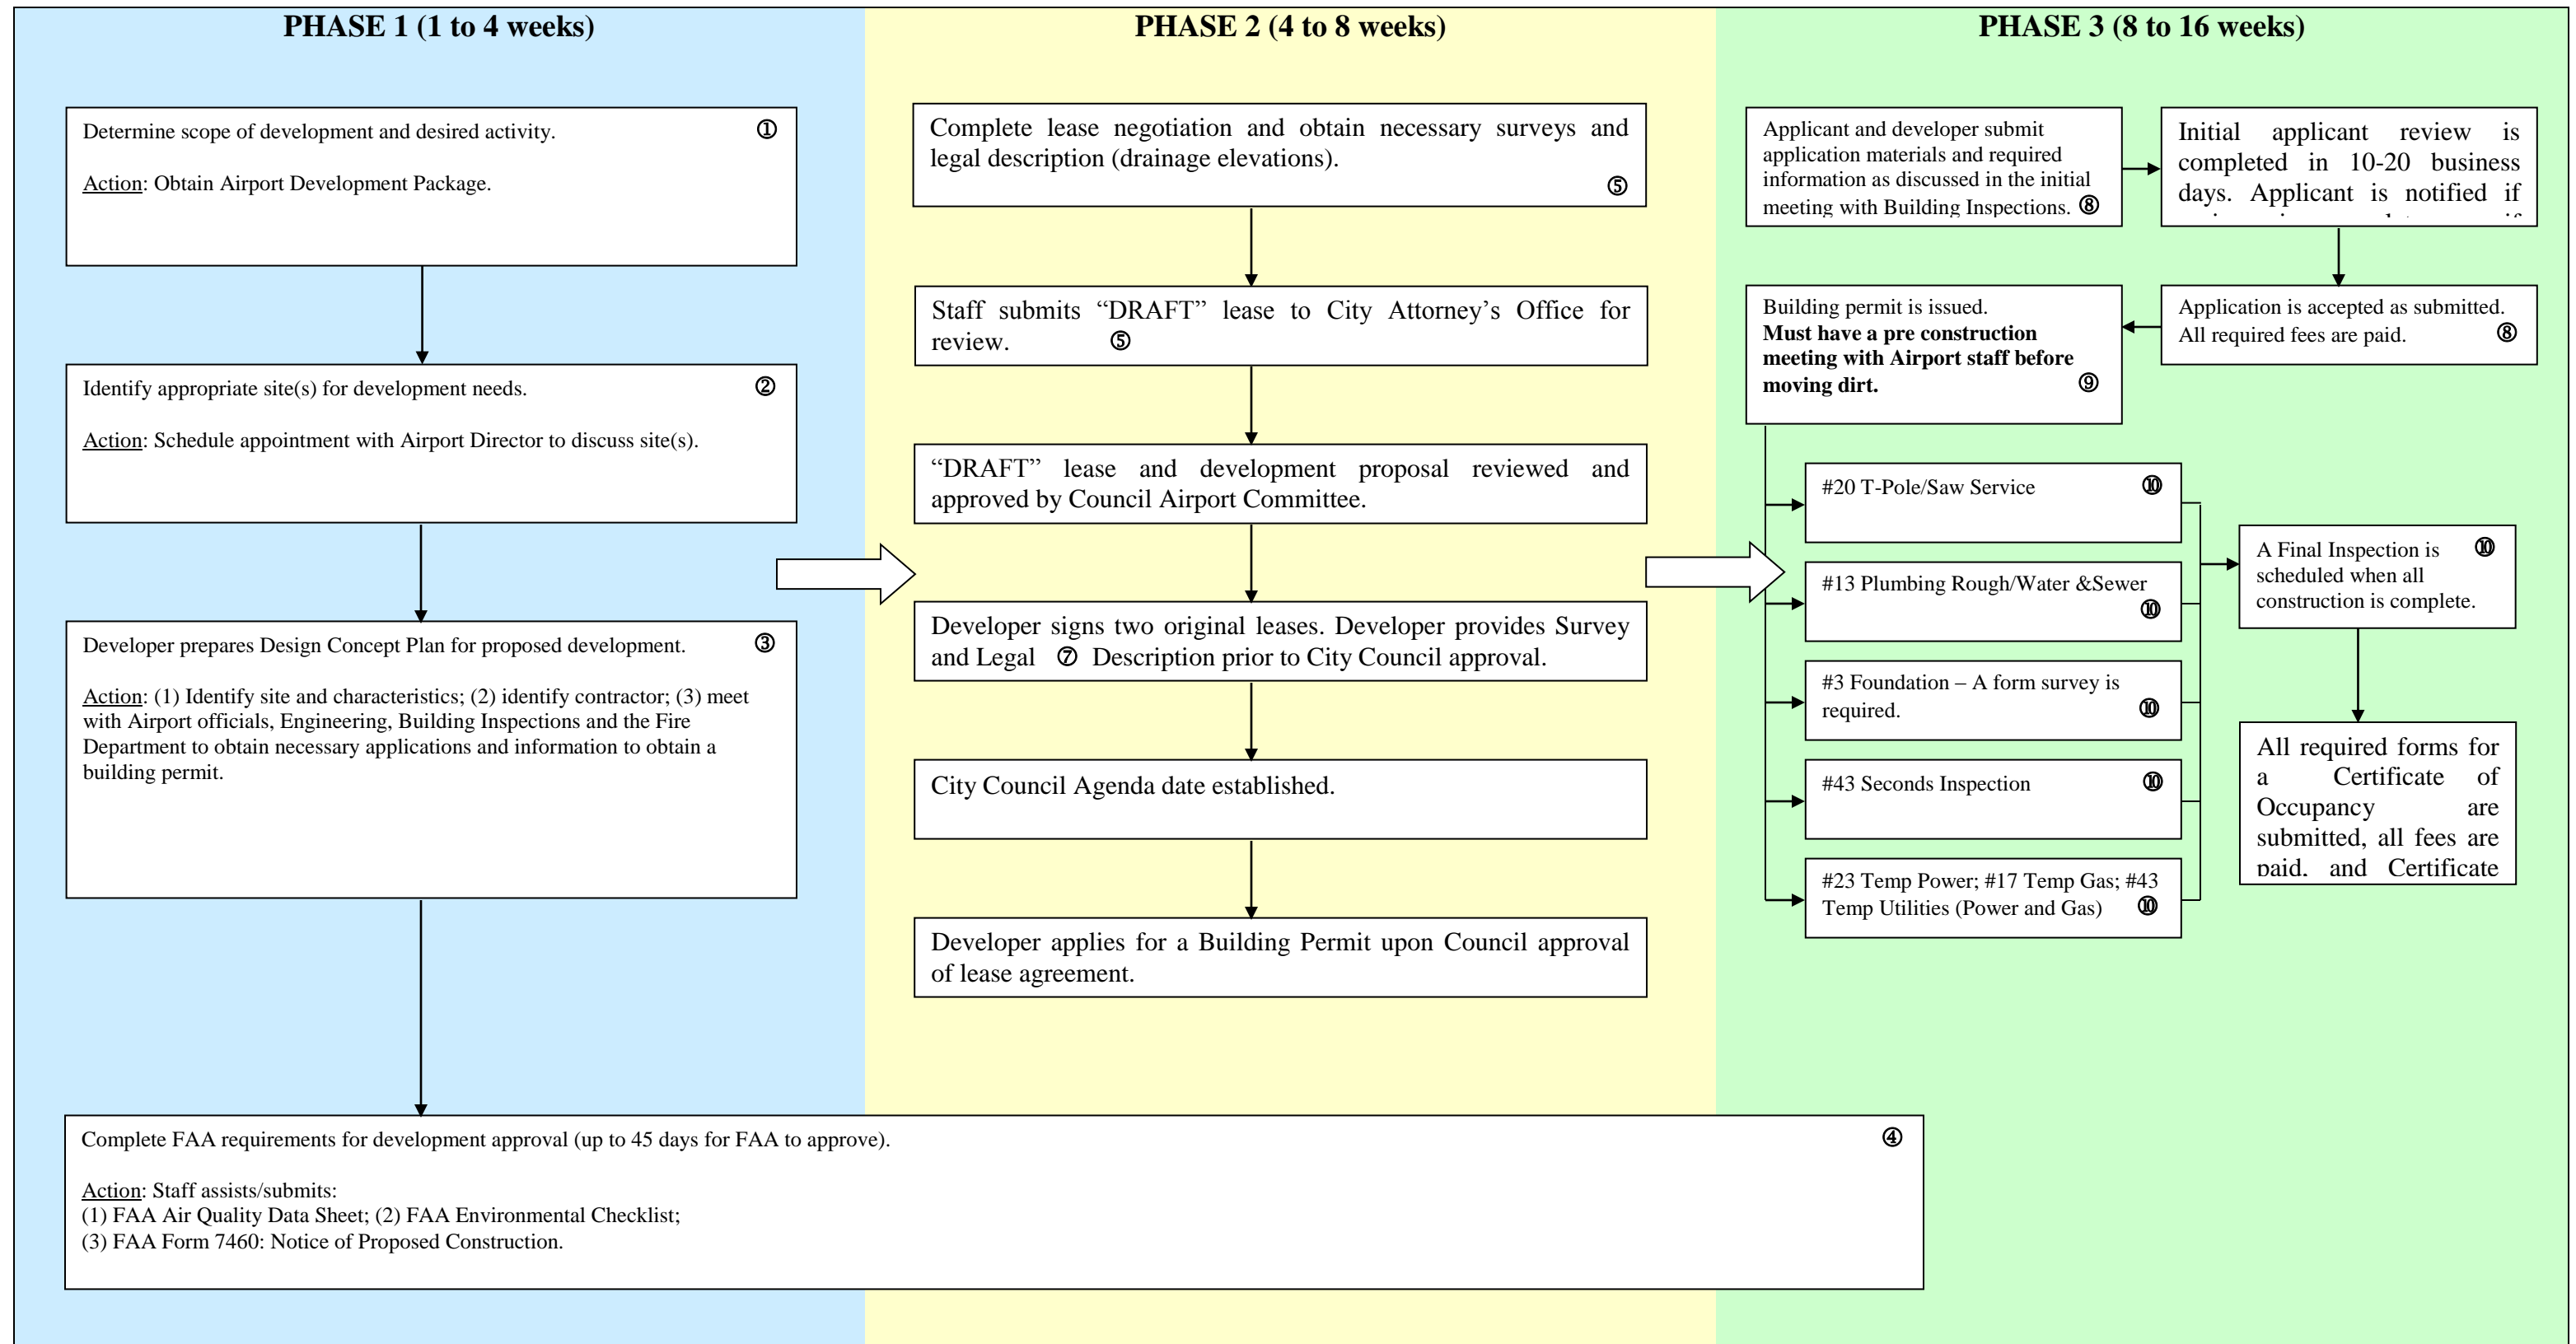 PHASE 1 (1 to 4 weeks)
Determine scope of development and desired activity. ①
Action: Obtain Airport Development Package.
Identify appropriate site(s) for development needs. ②
Action: Schedule appointment with Airport Director to discuss site(s).
Developer prepares Design Concept Plan for proposed development. ③
Action: (1) Identify site and characteristics; (2) identify contractor; (3) meet
with Airport officials, Engineering, Building Inspections and the Fire
Department to obtain necessary applications and information to obtain a
building permit.
Complete FAA requirements for development approval (up to 45 days for FAA to approve). ④
Action: Staff assists/submits:
(1) FAA Air Quality Data Sheet; (2) FAA Environmental Checklist;
(3) FAA Form 7460: Notice of Proposed Construction.
PHASE 2 (4 to 8 weeks)
Complete lease negotiation and obtain necessary surveys and
legal description (drainage elevations).
⑤
Staff submits “DRAFT” lease to City Attorney’s Office for
review. ⑤
“DRAFT” lease and development proposal reviewed and
approved by Council Airport Committee.
Developer signs two original leases. Developer provides Survey
and Legal ⑦ Description prior to City Council approval.
City Council Agenda date established.
Developer applies for a Building Permit upon Council approval
of lease agreement.
PHASE 3 (8 to 16 weeks)
Applicant and developer submit
application materials and required
information as discussed in the initial
meeting with Building Inspections. ⑧
Initial applicant review is
completed in 10-20 business
days. Applicant is notified if
Application is accepted as submitted.
All required fees are paid. ⑧
Building permit is issued.
Must have a pre construction
meeting with Airport staff before
moving dirt. ⑨
#20 T-Pole/Saw Service ⑩
#13 Plumbing Rough/Water &Sewer
⑩
#3 Foundation – A form survey is
required. ⑩
#43 Seconds Inspection ⑩
#23 Temp Power; #17 Temp Gas; #43
Temp Utilities (Power and Gas) ⑩
A Final Inspection is ⑩
scheduled when all
construction is complete.
All required forms for
a Certificate of
Occupancy are
submitted, all fees are
paid, and Certificate